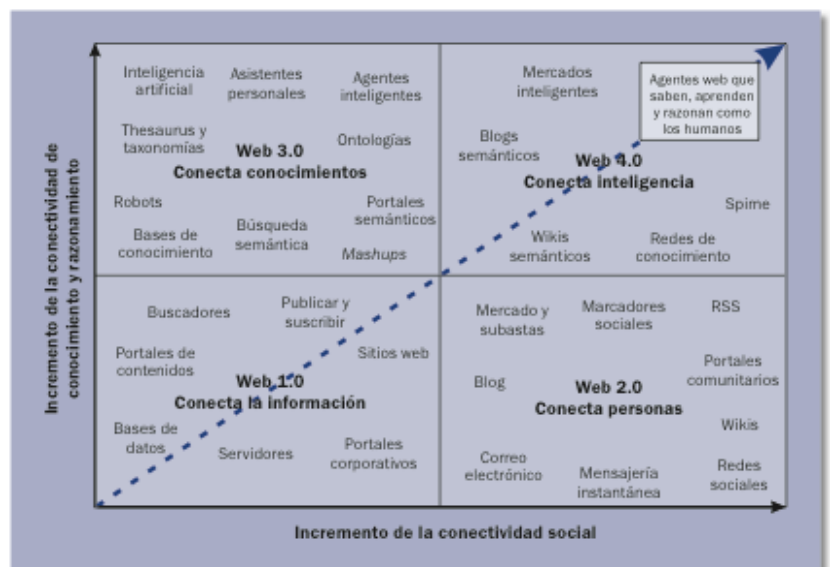 Incremento de la conectividad de
conocimiento y razonamiento
Inteligencia
artificial
Asistentes
personales
Agentes
inteligentes
Thesaurus y
taxonomías
Ontologías
Web 3.0
Conecta conocimientos
Robots
Portales
semánticos
Bases de
conocimiento
Búsqueda
semántica
Mashups
Mercados
inteligentes
Agentes web que
saben, aprenden
y razonan como
los humanos
Blogs
semánticos
Web 4.0
Conecta inteligencia
Spime
Wikis
semánticos
Redes de
conocimiento
Buscadores
Publicar y
suscribir
Portales de
contenidos
Sitios web
Web 1.0
Conecta la información
Bases de
datos
Servidores
Portales
corporativos
Mercado y
subastas
Marcadores
sociales
RSS
Portales
comunitarios
Blog
Web 2.0
Conecta personas
Wikis
Correo
electrónico
Mensajería
instantánea
Redes
sociales
Incremento de la conectividad social